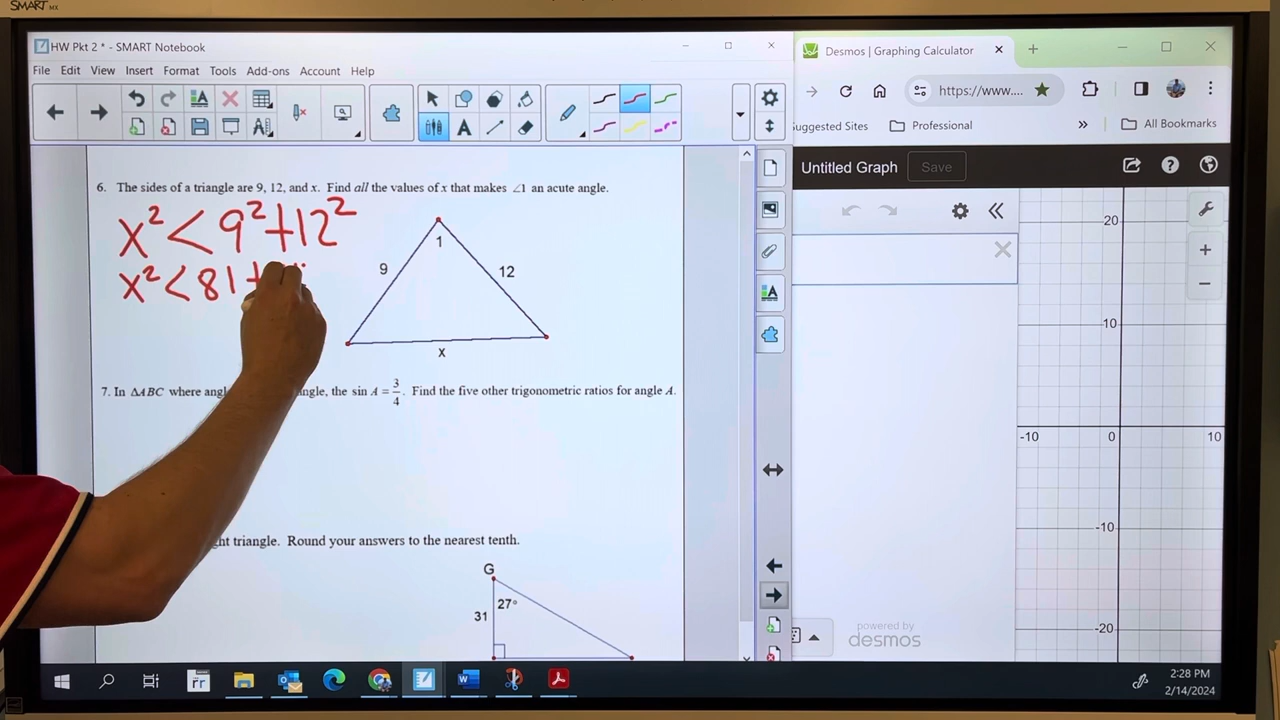 SMART MX
HW Pkt 2 * - SMART Notebook
File Edit View Insert Format Tools Add-ons Account Help
6. The sides of a triangle are 9, 12, and x. Find all the values of x that makes ∠1 an acute angle.
x² < 9² + 12²
x² < 81 +
1
9
12
x
7. In ΔABC where angl ngle, the sin A = 3/4. Find the five other trigonometric ratios for angle A.
ht triangle. Round your answers to the nearest tenth.
G
27°
31
Desmos | Graphing Calculator
https://www....
uggested Sites Professional » All Bookmarks
Untitled Graph Save
20
10
-10 0 10
-10
-20
powered by
desmos
2:28 PM
2/14/2024